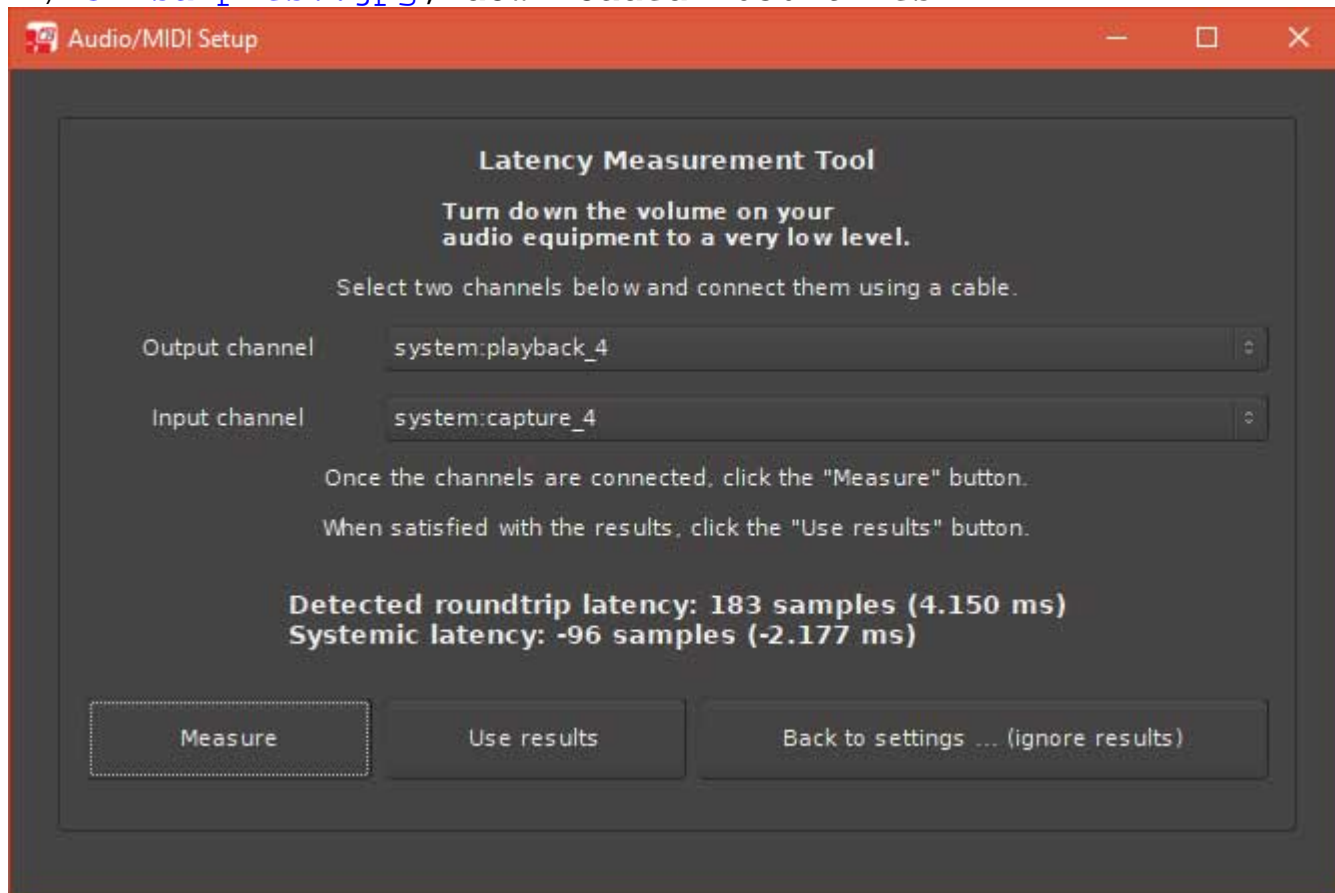 Audio/MIDI Setup
Latency Measurement Tool
Turn down the volume on your
audio equipment to a very low level.
Select two channels below and connect them using a cable.
Output channel system:playback_4
Input channel system:capture_4
Once the channels are connected, click the "Measure" button.
When satisfied with the results, click the "Use results" button.
Detected roundtrip latency: 183 samples (4.150 ms)
Systemic latency: -96 samples (-2.177 ms)
Measure Use results Back to settings ... (ignore results)